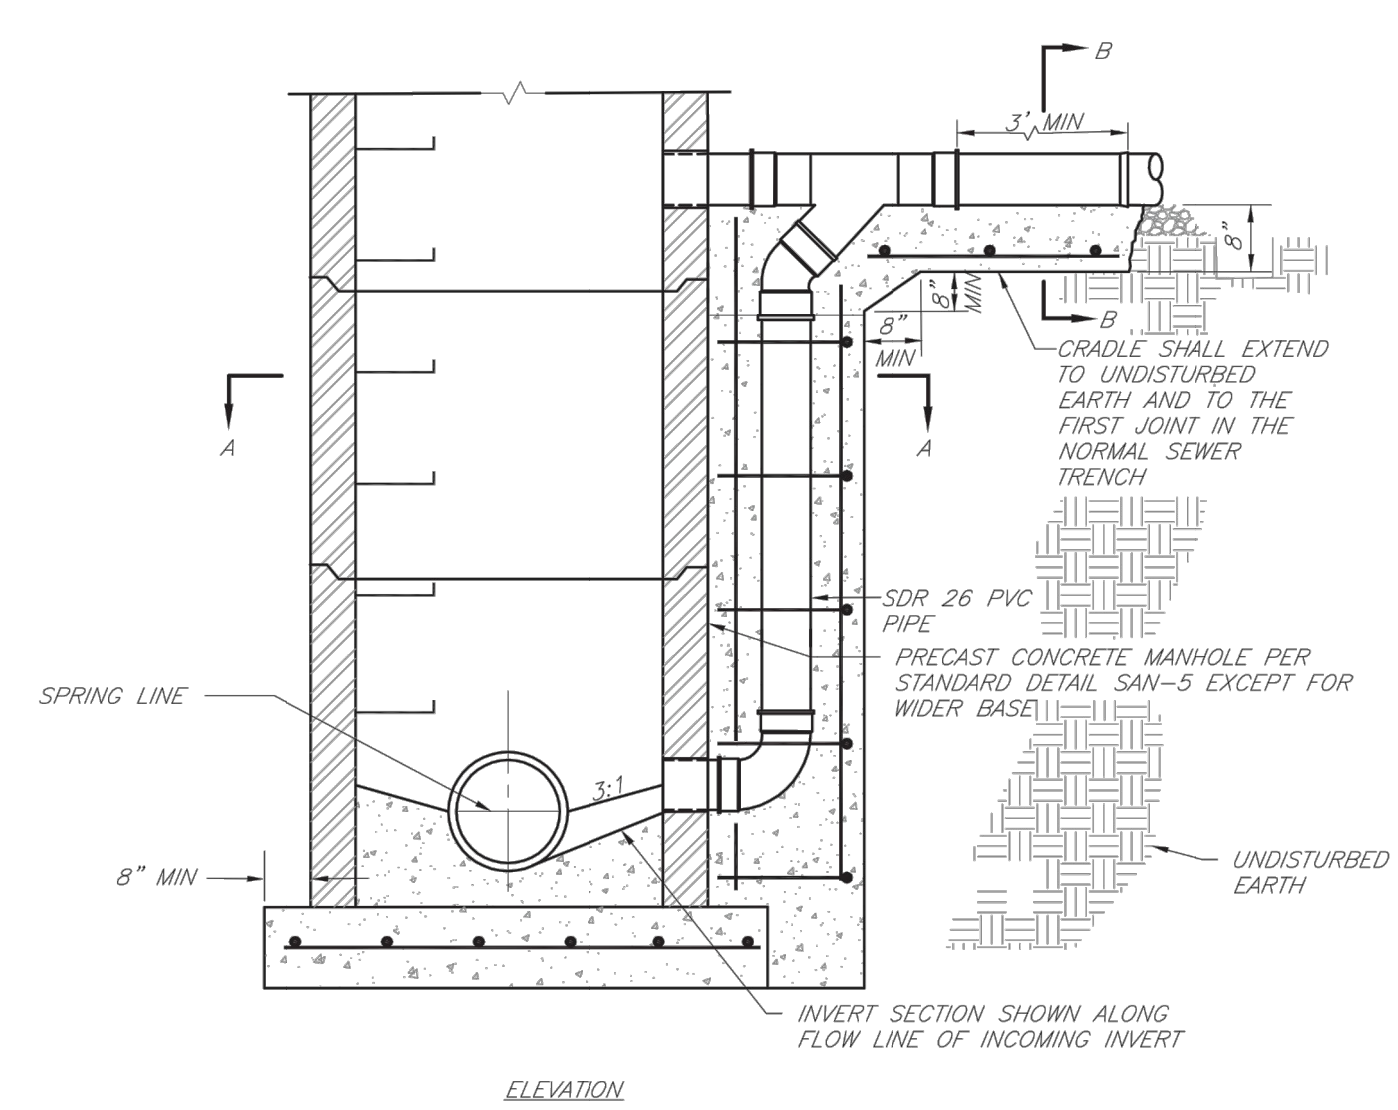 B
3' MIN
8"
8" MIN
B
8"
MIN
CRADLE SHALL EXTEND
TO UNDISTURBED
EARTH AND TO THE
FIRST JOINT IN THE
NORMAL SEWER
TRENCH
A
A
SDR 26 PVC
PIPE
PRECAST CONCRETE MANHOLE PER
STANDARD DETAIL SAN-5 EXCEPT FOR
WIDER BASE
SPRING LINE
3:1
8" MIN
UNDISTURBED
EARTH
INVERT SECTION SHOWN ALONG
FLOW LINE OF INCOMING INVERT
ELEVATION